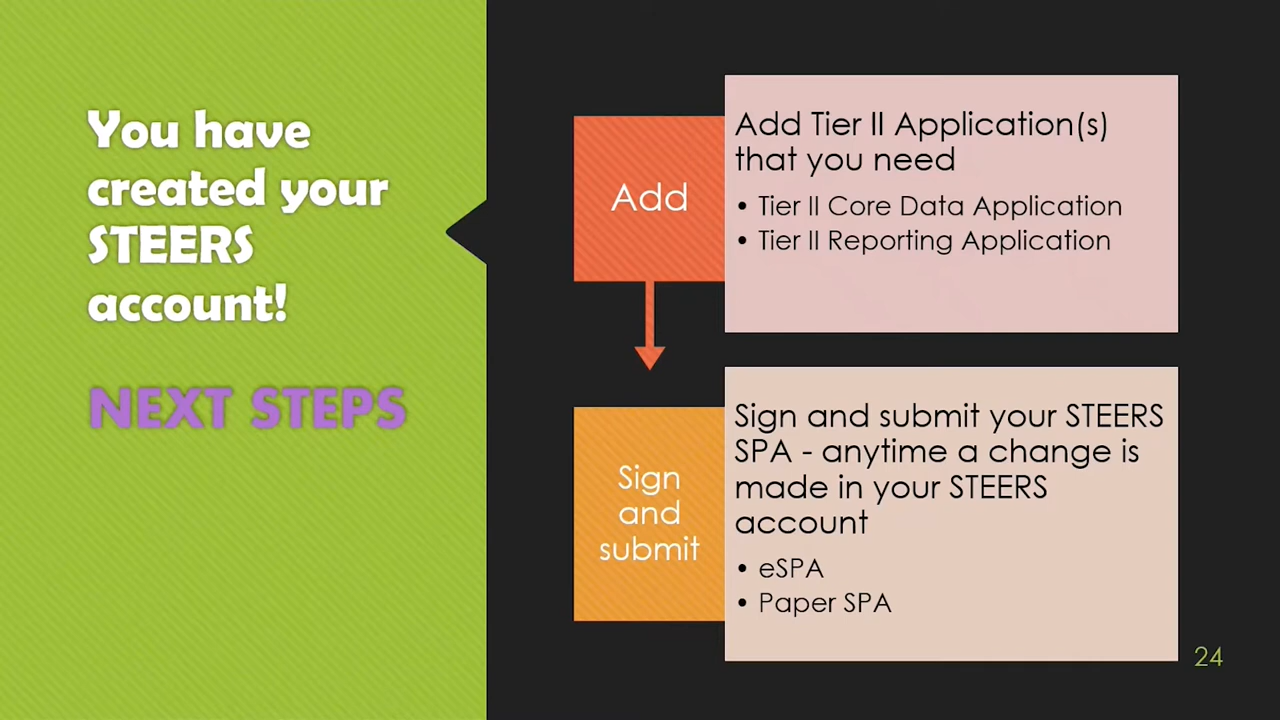 You have
created your
STEERS
account!
NEXT STEPS
Add
Add Tier II Application(s)
that you need
• Tier II Core Data Application
• Tier II Reporting Application
Sign
and
submit
Sign and submit your STEERS
SPA - anytime a change is
made in your STEERS
account
• eSPA
• Paper SPA
24